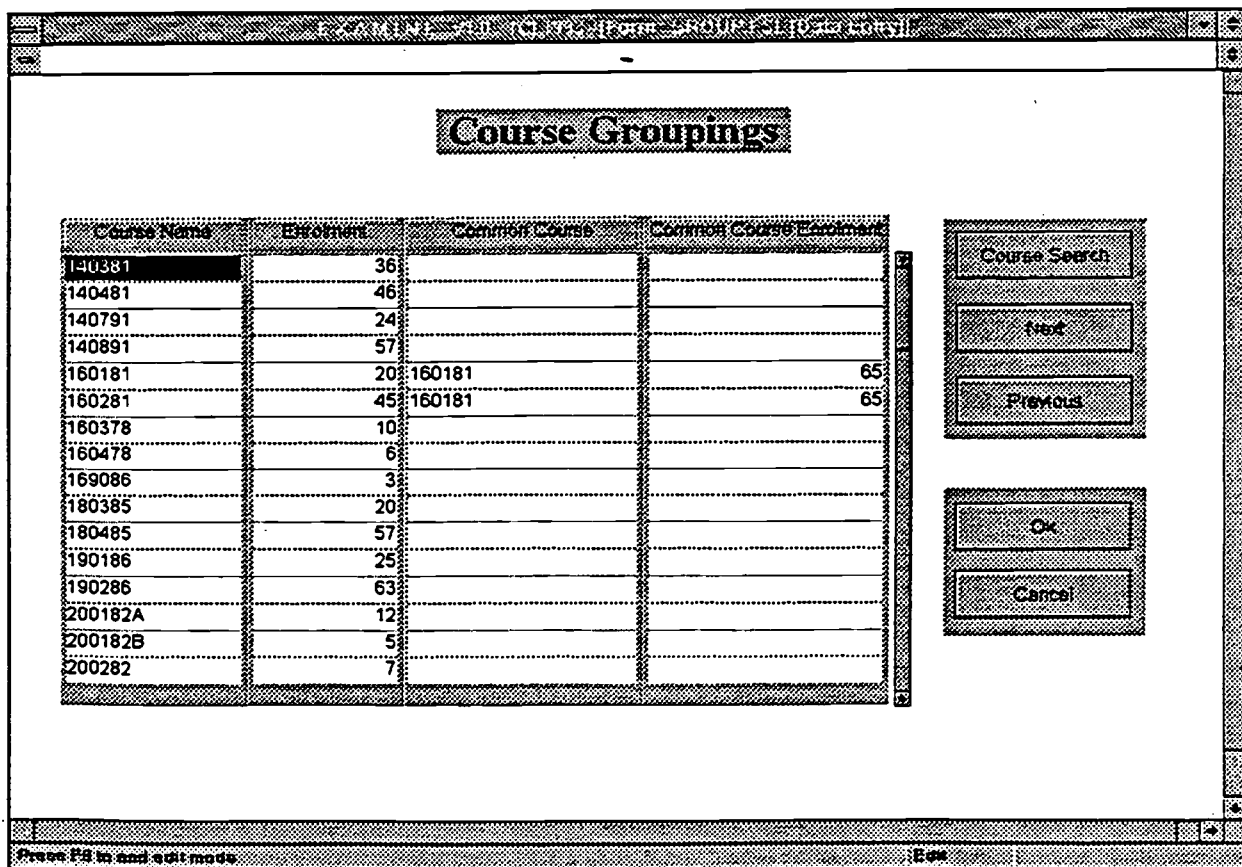 Course Groupings
Course Name Enrolment Common Course Common Course Enrolment
140381 36
140481 46
140791 24
140891 57
160181 20 160181 65
160281 45 160181 65
160378 10
160478 6
169086 3
180385 20
180485 57
190186 25
190286 63
200182A 12
200182B 5
200282 7
Course Search
Next
Previous
Ok
Cancel
Press F9 to end edit mode Edit